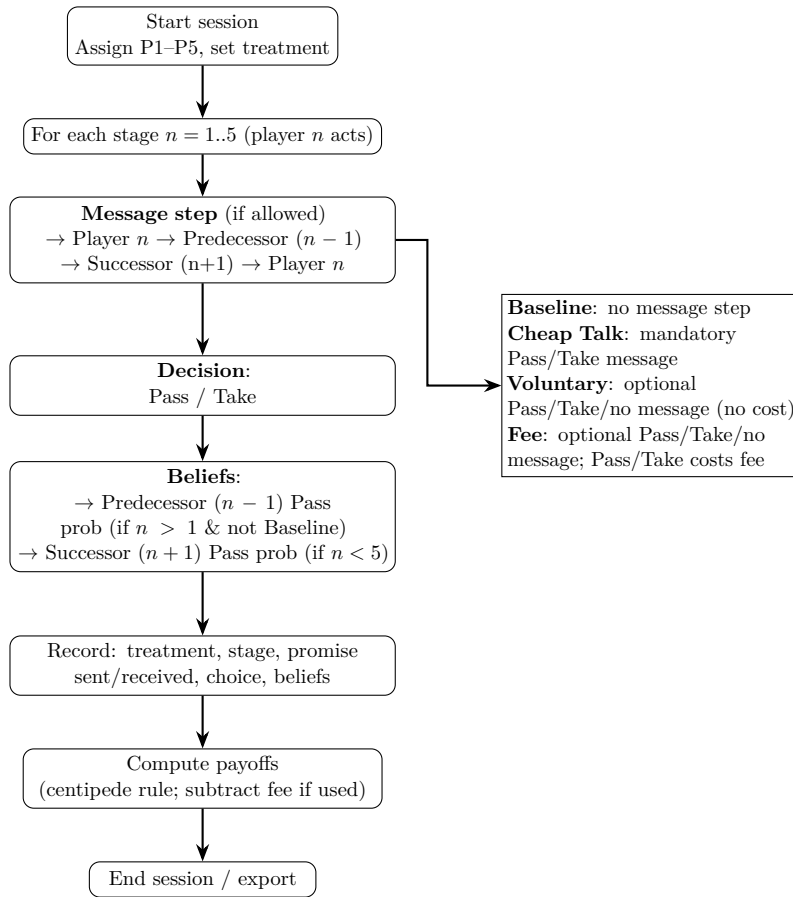 Start session
Assign P1–P5, set treatment
For each stage n = 1..5 (player n acts)
Message step (if allowed)
→ Player n → Predecessor (n − 1)
→ Successor (n+1) → Player n
Baseline: no message step
Cheap Talk: mandatory
Pass/Take message
Voluntary: optional
Pass/Take/no message (no cost)
Fee: optional Pass/Take/no
message; Pass/Take costs fee
Decision:
Pass / Take
Beliefs:
→ Predecessor (n − 1) Pass
prob (if n > 1 & not Baseline)
→ Successor (n + 1) Pass prob (if n < 5)
Record: treatment, stage, promise
sent/received, choice, beliefs
Compute payoffs
(centipede rule; subtract fee if used)
End session / export